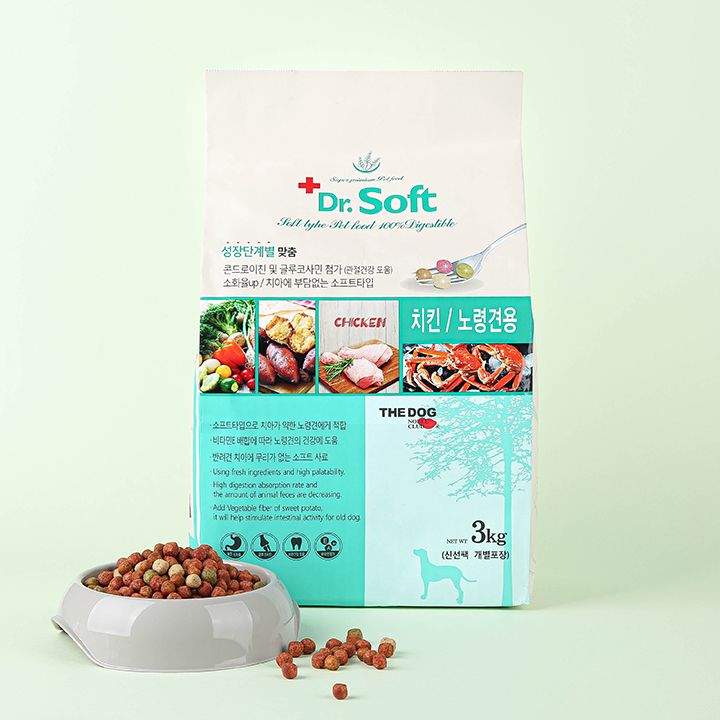 Super premium Pet food
Dr. Soft
Soft tyhe Pet food 100% Digestible
성장단계별 맞춤
콘드로이친 및 글루코사민 첨가 (관절건강 도움)
소화율up / 치아에 부담없는 소프트타입
CHICKEN
치킨 / 노령견용
THE DOG
NOBLE
CLUB
· 소프트타입으로 치아가 약한 노령견에게 적합
· 비타민E 배합에 따라 노령견의 건강에 도움
· 반려견 치아에 무리가 없는 소프트 사료
· Using fresh ingredients and high palatability.
· High digestion absorption rate and
the amount of animal feces are decreasing.
· Add Vegetable fiber of sweet potato,
it will help stimulate intestinal activity for old dog.
NET WT 3kg
(신선팩 개별포장)